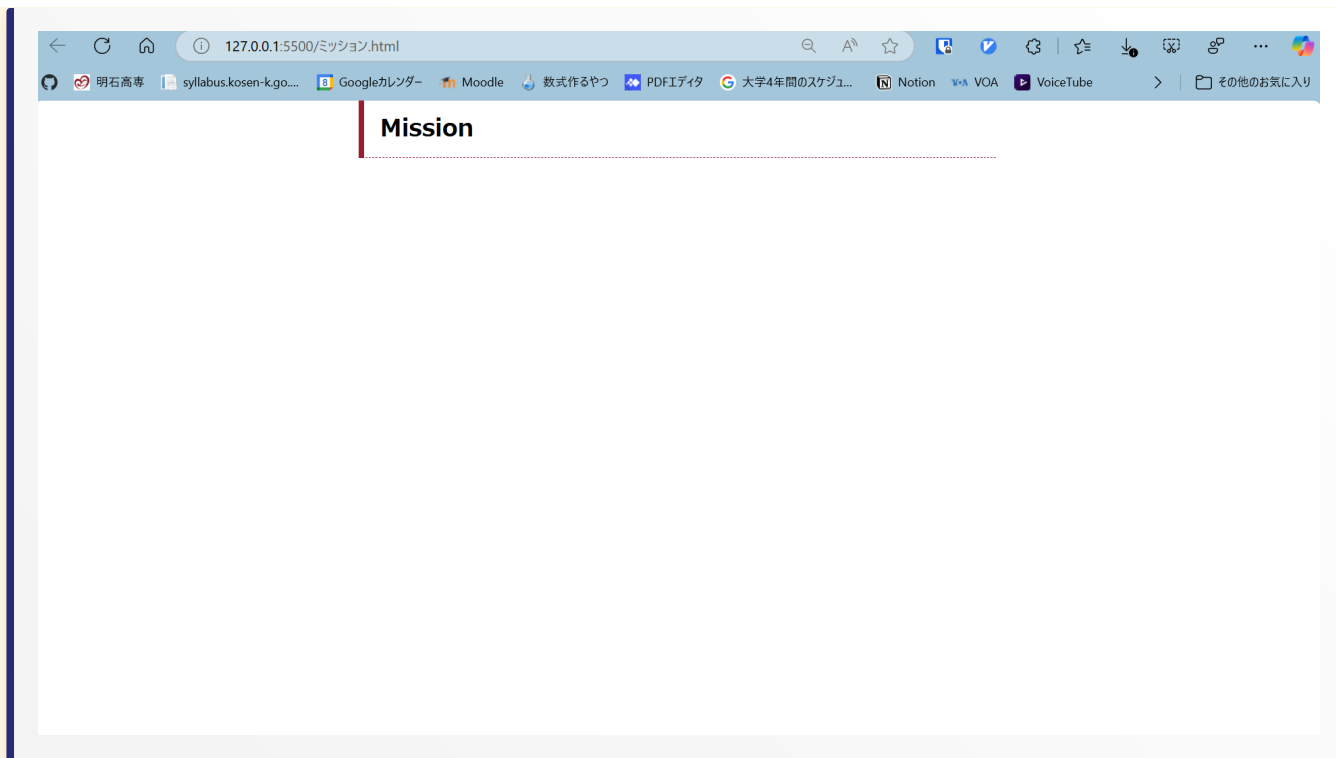 127.0.0.1:5500/ミッション.html
明石高専 syllabus.kosen-k.go.... Googleカレンダー Moodle 数式作るやつ PDFエディタ 大学4年間のスケジュ... Notion VOA VoiceTube その他のお気に入り
Mission